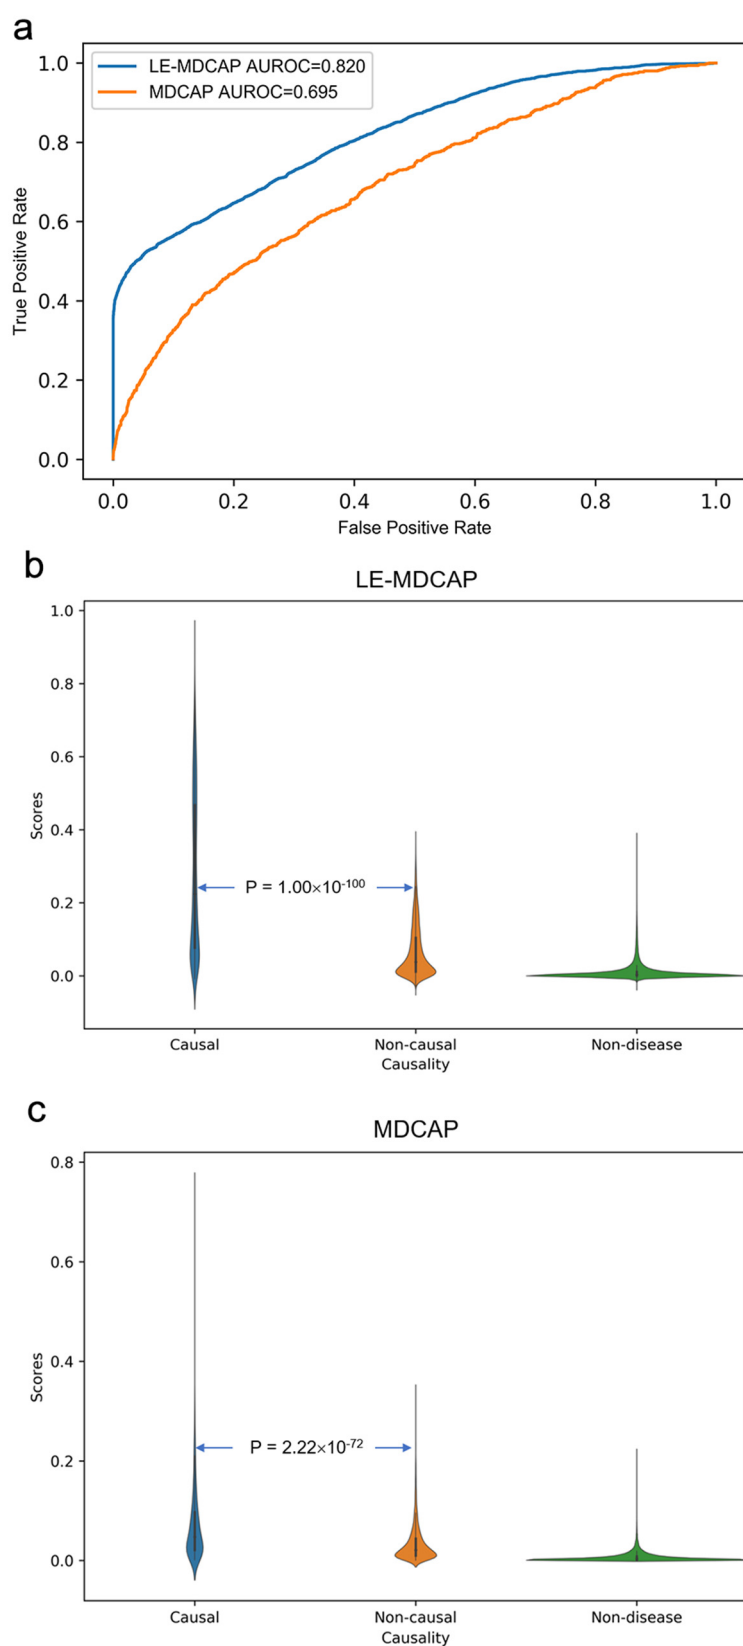 a
LE-MDCAP AUROC=0.820
MDCAP AUROC=0.695
1.0
0.8
0.6
0.4
0.2
0.0
True Positive Rate
0.0 0.2 0.4 0.6 0.8 1.0
False Positive Rate
b
LE-MDCAP
1.0
0.8
0.6
0.4
0.2
0.0
Scores
P = 1.00×10⁻¹⁰⁰
Causal Non-causal Non-disease
Causality
c
MDCAP
0.8
0.6
0.4
0.2
0.0
Scores
P = 2.22×10⁻⁷²
Causal Non-causal Non-disease
Causality